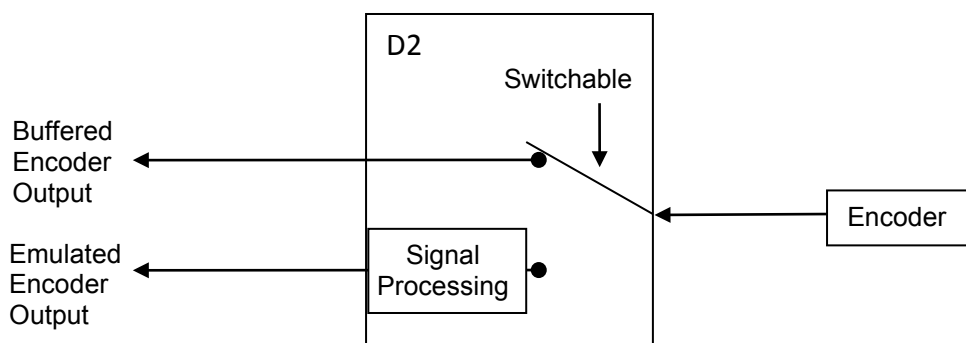 D2
Switchable
Buffered
Encoder
Output
Encoder
Emulated
Encoder
Output
Signal
Processing